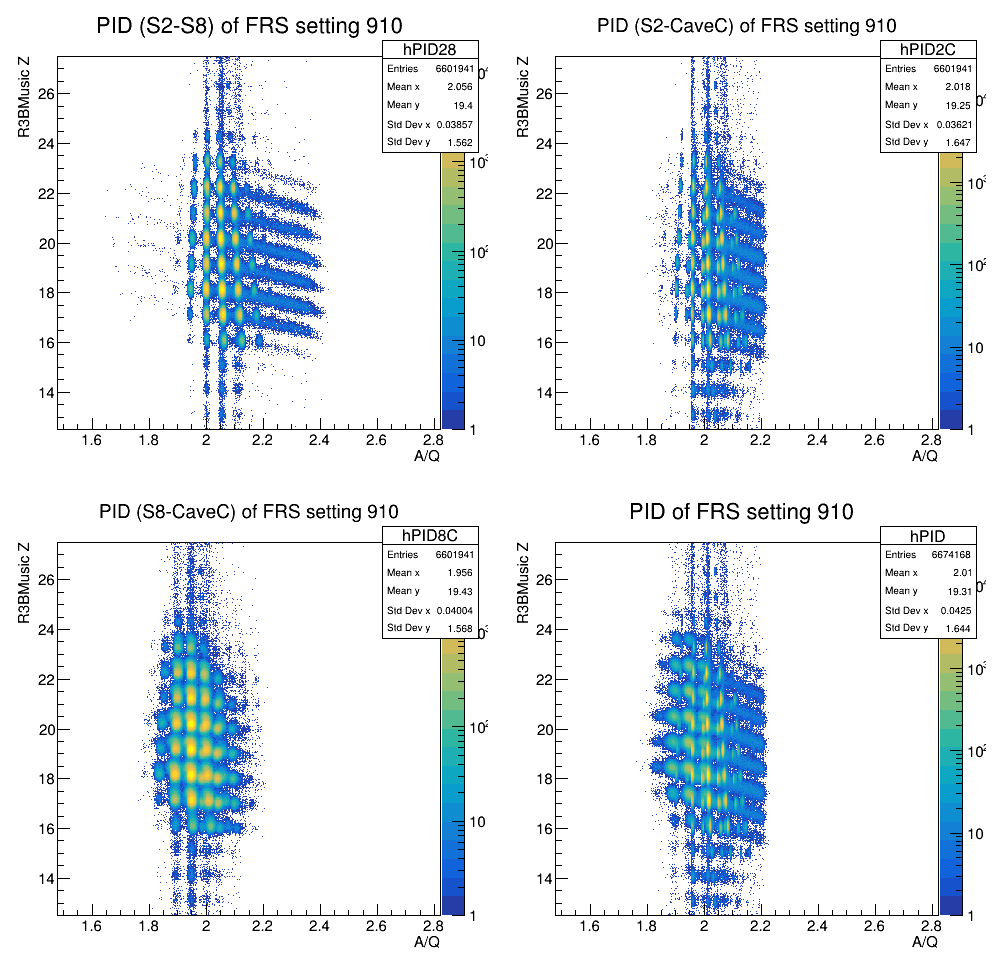 PID (S2-S8) of FRS setting 910
hPID28
Entries 6601941
Mean x 2.056
Mean y 19.4
Std Dev x 0.03857
Std Dev y 1.562
R3BMusic Z
26
24
22
20
18
16
14
1.6 1.8 2 2.2 2.4 2.6 2.8
A/Q
10³
10²
10
1
PID (S2-CaveC) of FRS setting 910
hPID2C
Entries 6601941
Mean x 2.018
Mean y 19.25
Std Dev x 0.03621
Std Dev y 1.647
R3BMusic Z
26
24
22
20
18
16
14
1.6 1.8 2 2.2 2.4 2.6 2.8
A/Q
10³
10²
10
1
PID (S8-CaveC) of FRS setting 910
hPID8C
Entries 6601941
Mean x 1.956
Mean y 19.43
Std Dev x 0.04004
Std Dev y 1.568
R3BMusic Z
26
24
22
20
18
16
14
1.6 1.8 2 2.2 2.4 2.6 2.8
A/Q
10²
10
1
PID of FRS setting 910
hPID
Entries 6674168
Mean x 2.01
Mean y 19.31
Std Dev x 0.0425
Std Dev y 1.644
R3BMusic Z
26
24
22
20
18
16
14
1.6 1.8 2 2.2 2.4 2.6 2.8
A/Q
10³
10²
10
1